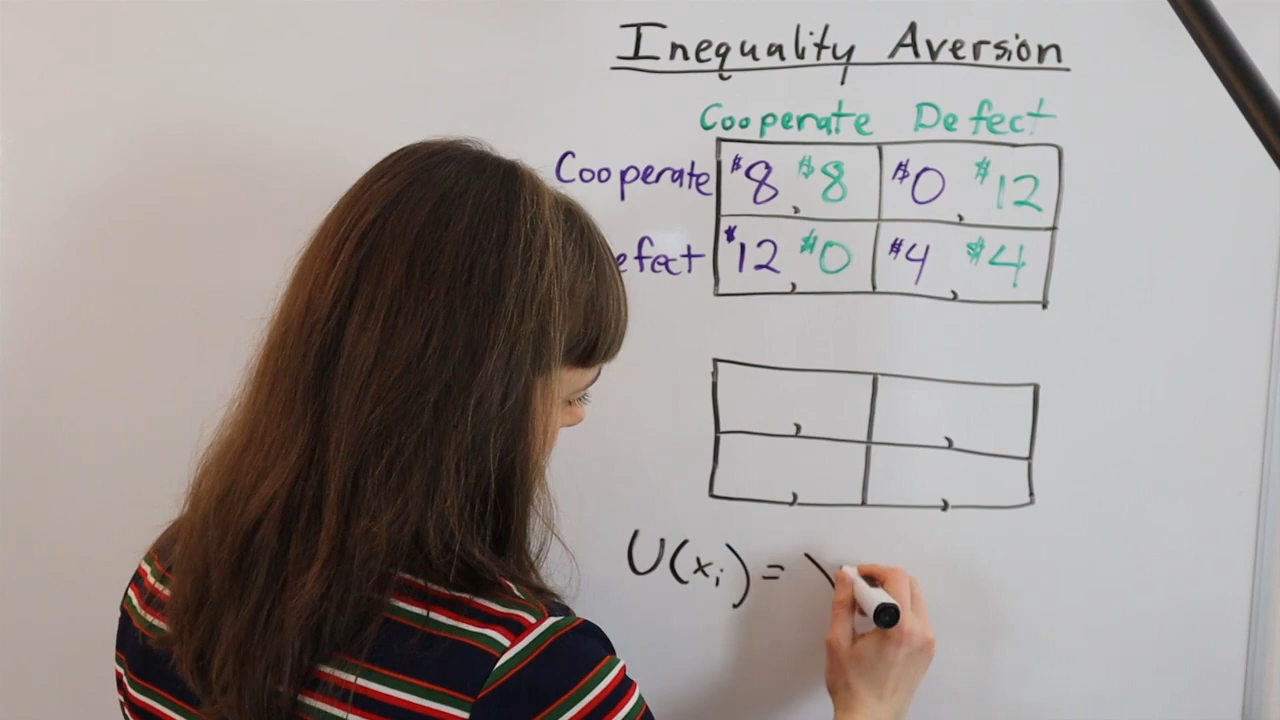 Inequality Aversion
Cooperate Defect
Cooperate $8, $8 $0, $12
efect $12, $0 $4, $4
, ,
, ,
U(xᵢ) = \